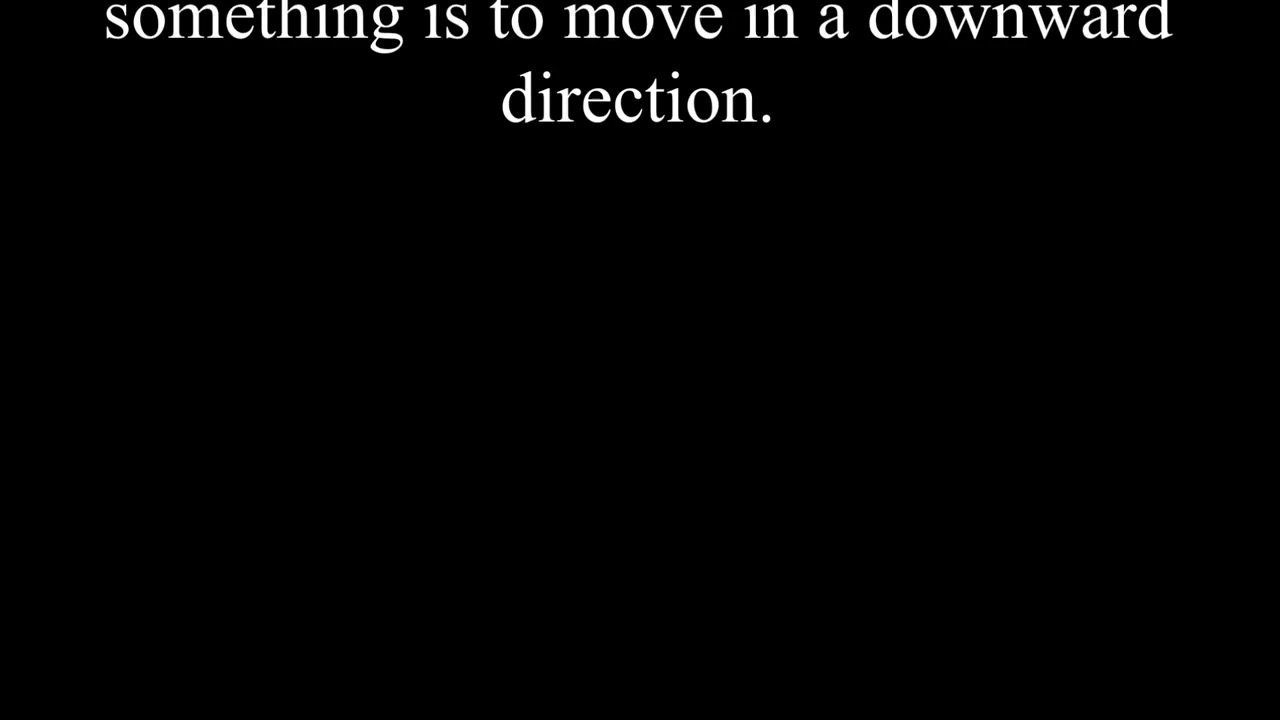 something is to move in a downward
direction.